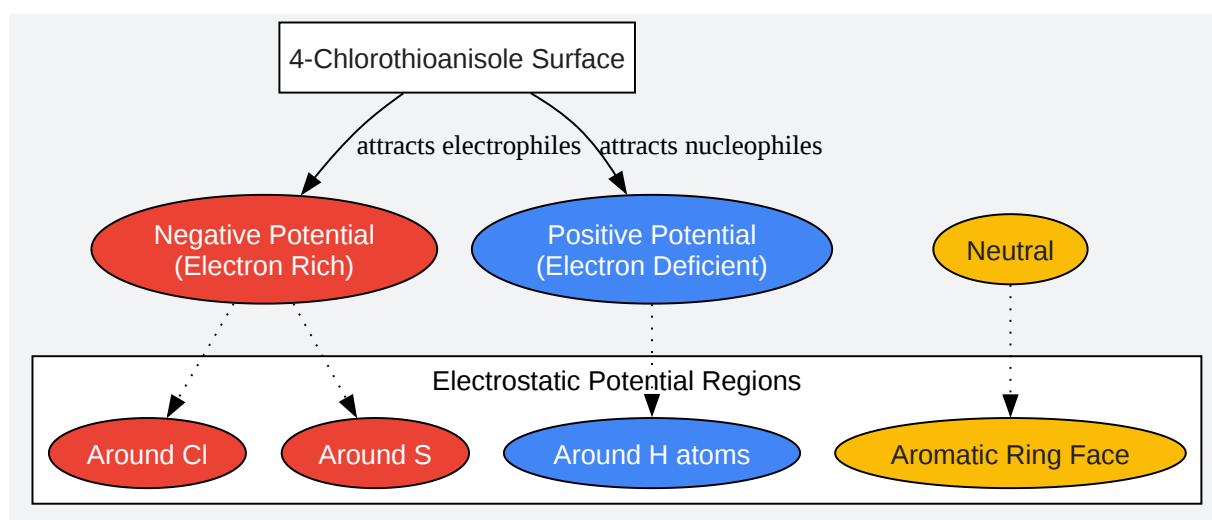 4-Chlorothioanisole Surface
attracts electrophiles
attracts nucleophiles
Negative Potential
(Electron Rich)
Positive Potential
(Electron Deficient)
Neutral
Electrostatic Potential Regions
Around Cl
Around S
Around H atoms
Aromatic Ring Face